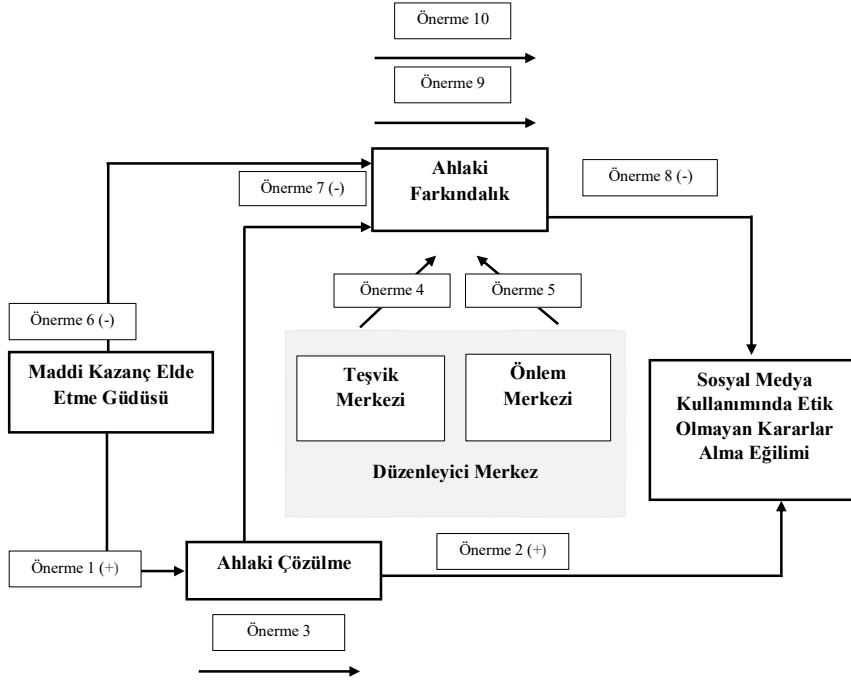 Önerme 10
Önerme 9
Ahlaki
Farkındalık
Önerme 7 (-)
Önerme 8 (-)
Önerme 4
Önerme 5
Önerme 6 (-)
Maddi Kazanç Elde
Etme Güdüsü
Teşvik
Merkezi
Önlem
Merkezi
Düzenleyici Merkez
Sosyal Medya
Kullanımında Etik
Olmayan Kararlar
Alma Eğilimi
Önerme 1 (+)
Ahlaki Çözülme
Önerme 2 (+)
Önerme 3